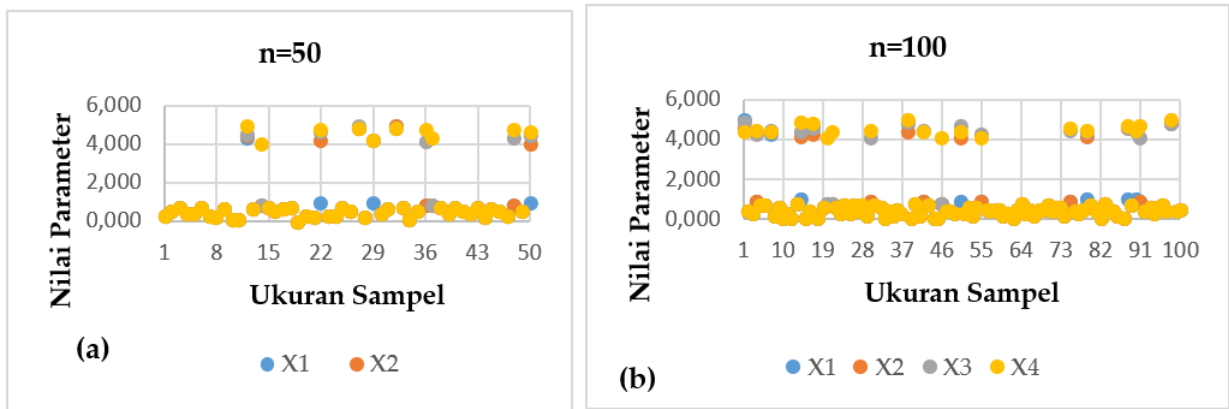 n=50
6,000
4,000
2,000
0,000
1 8 15 22 29 36 43 50
Nilai Parameter
Ukuran Sampel
(a)
X1 X2
n=100
6,000
4,000
2,000
0,000
1 10 19 28 37 46 55 64 73 82 91 100
Nilai Parameter
Ukuran Sampel
(b)
X1 X2 X3 X4